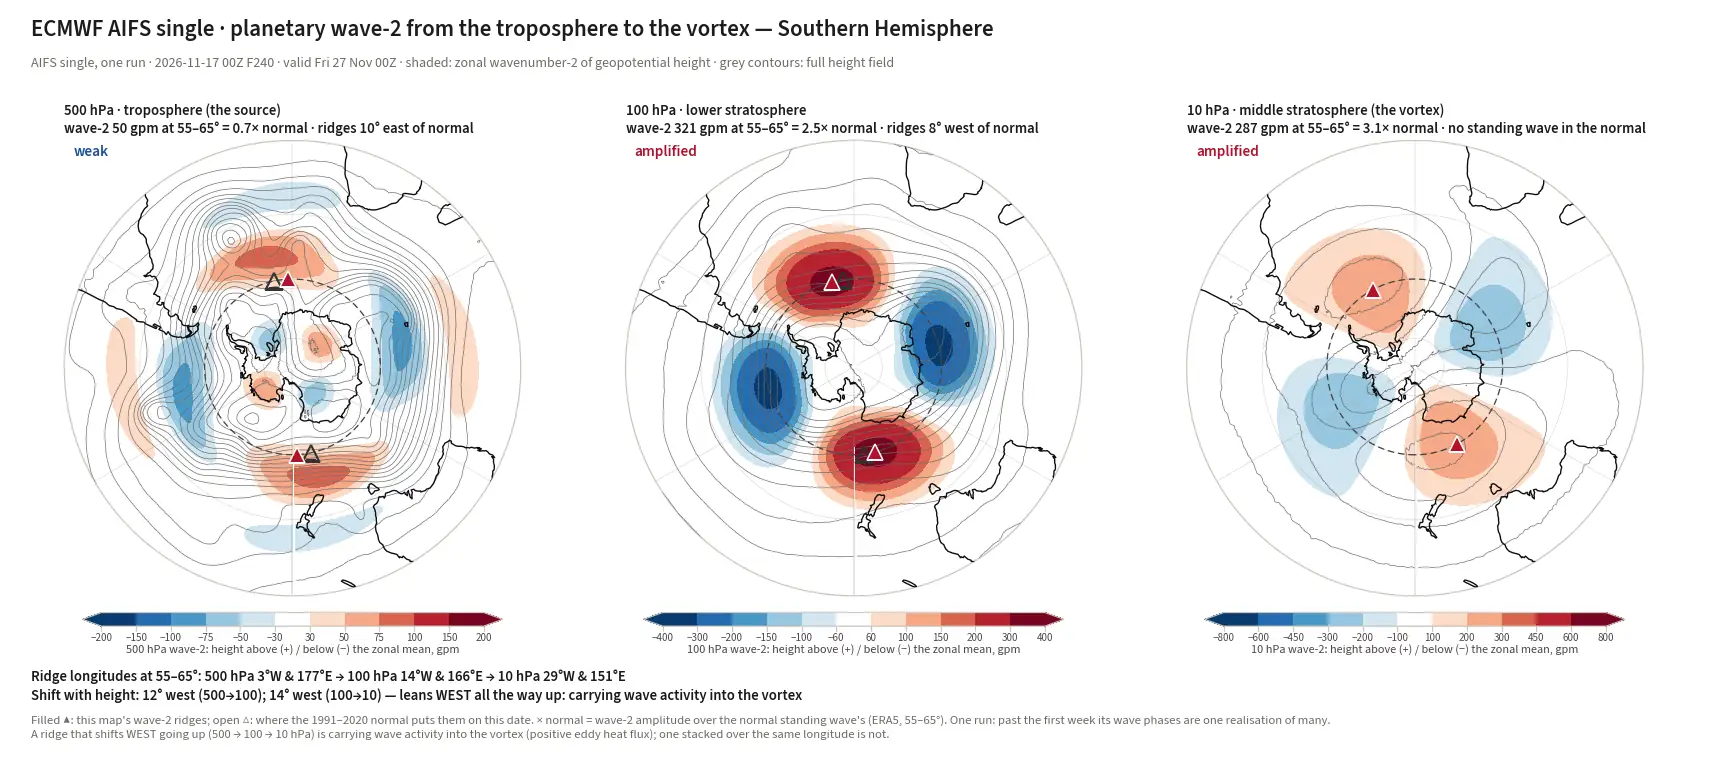 ECMWF AIFS single · planetary wave-2 from the troposphere to the vortex — Southern Hemisphere
AIFS single, one run · 2026-11-17 00Z F240 · valid Fri 27 Nov 00Z · shaded: zonal wavenumber-2 of geopotential height · grey contours: full height field
500 hPa · troposphere (the source)
wave-2 50 gpm at 55–65° = 0.7× normal · ridges 10° east of normal
weak
100 hPa · lower stratosphere
wave-2 321 gpm at 55–65° = 2.5× normal · ridges 8° west of normal
amplified
10 hPa · middle stratosphere (the vortex)
wave-2 287 gpm at 55–65° = 3.1× normal · no standing wave in the normal
amplified
−200 −150 −100 −75 −50 −30 30 50 75 100 150 200
500 hPa wave-2: height above (+) / below (−) the zonal mean, gpm
−400 −300 −200 −150 −100 −60 60 100 150 200 300 400
100 hPa wave-2: height above (+) / below (−) the zonal mean, gpm
−800 −600 −450 −300 −200 −100 100 200 300 450 600 800
10 hPa wave-2: height above (+) / below (−) the zonal mean, gpm
Ridge longitudes at 55–65°: 500 hPa 3°W & 177°E → 100 hPa 14°W & 166°E → 10 hPa 29°W & 151°E
Shift with height: 12° west (500→100); 14° west (100→10) — leans WEST all the way up: carrying wave activity into the vortex
Filled ▲: this map's wave-2 ridges; open △: where the 1991–2020 normal puts them on this date. × normal = wave-2 amplitude over the normal standing wave's (ERA5, 55–65°). One run: past the first week its wave phases are one realisation of many.
A ridge that shifts WEST going up (500 → 100 → 10 hPa) is carrying wave activity into the vortex (positive eddy heat flux); one stacked over the same longitude is not.